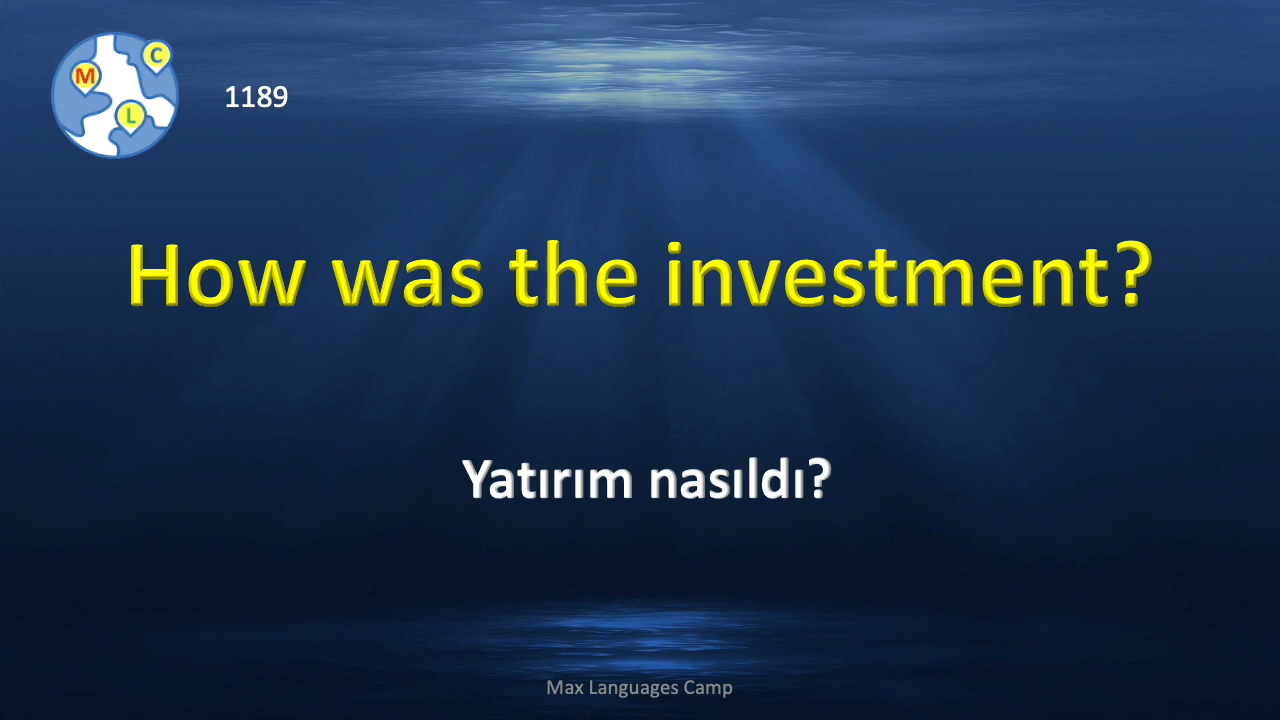 M
C
L
1189
How was the investment?
Yatırım nasıldı?
Max Languages Camp